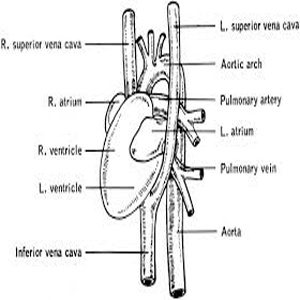 R. superior vena cava
R. atrium
R. ventricle
L. ventricle
Inferior vena cava
L. superior vena cava
Aortic arch
Pulmonary artery
L. atrium
Pulmonary vein
Aorta